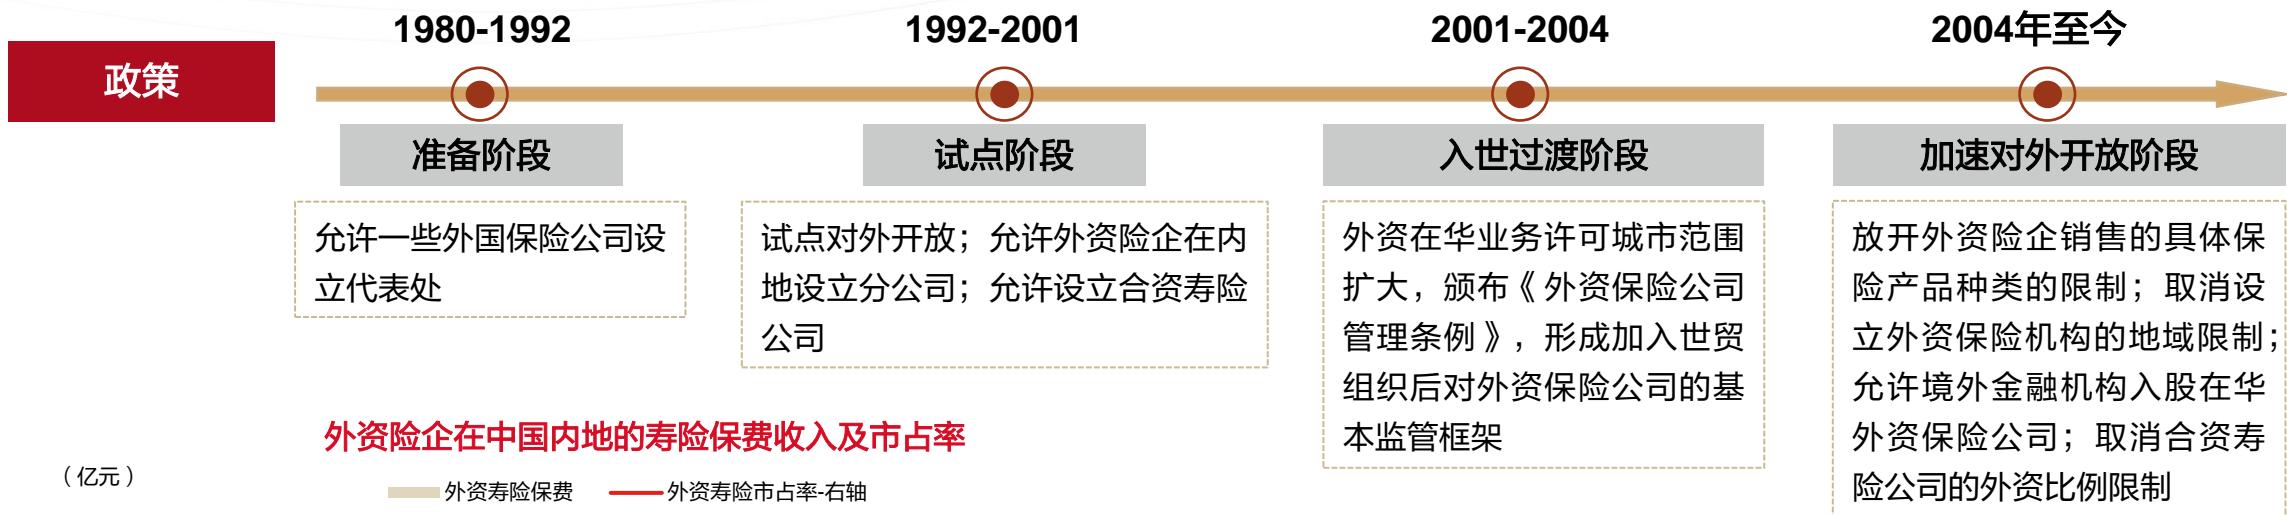 1980-1992
1992-2001
2001-2004
2004年至今
政策
准备阶段
试点阶段
入世过渡阶段
加速对外开放阶段
允许一些外国保险公司设
立代表处
试点对外开放；允许外资险企在内
地设立分公司；允许设立合资寿险
公司
外资在华业务许可城市范围
扩大，颁布《外资保险公司
管理条例》，形成加入世贸
组织后对外资保险公司的基
本监管框架
放开外资险企销售的具体保
险产品种类的限制；取消设
立外资保险机构的地域限制；
允许境外金融机构入股在华
外资保险公司；取消合资寿
险公司的外资比例限制
外资险企在中国内地的寿险保费收入及市占率
（亿元）
外资寿险保费
外资寿险市占率-右轴